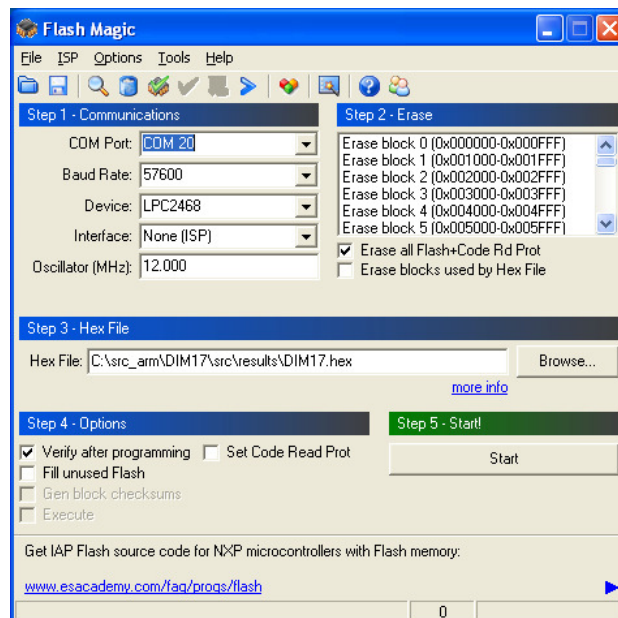 Flash Magic
File ISP Options Tools Help
Step 1 - Communications
COM Port: COM 20
Baud Rate: 57600
Device: LPC2468
Interface: None (ISP)
Oscillator (MHz): 12.000
Step 2 - Erase
Erase block 0 (0x000000-0x000FFF)
Erase block 1 (0x001000-0x001FFF)
Erase block 2 (0x002000-0x002FFF)
Erase block 3 (0x003000-0x003FFF)
Erase block 4 (0x004000-0x004FFF)
Erase block 5 (0x005000-0x005FFF)
Erase all Flash+Code Rd Prot
Erase blocks used by Hex File
Step 3 - Hex File
Hex File: C:\src_arm\DIM17\src\results\DIM17.hex Browse...
more info
Step 4 - Options
Verify after programming Set Code Read Prot
Fill unused Flash
Gen block checksums
Execute
Step 5 - Start!
Start
Get IAP Flash source code for NXP microcontrollers with Flash memory:
www.esacademy.com/faq/progs/flash
0